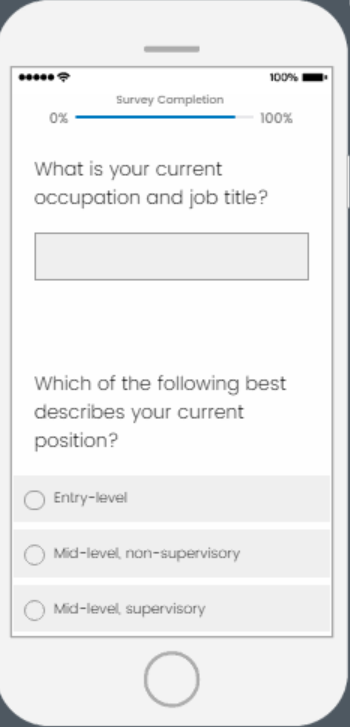 100%
Survey Completion
0% 100%
What is your current
occupation and job title?
Which of the following best
describes your current
position?
Entry-level
Mid-level, non-supervisory
Mid-level, supervisory